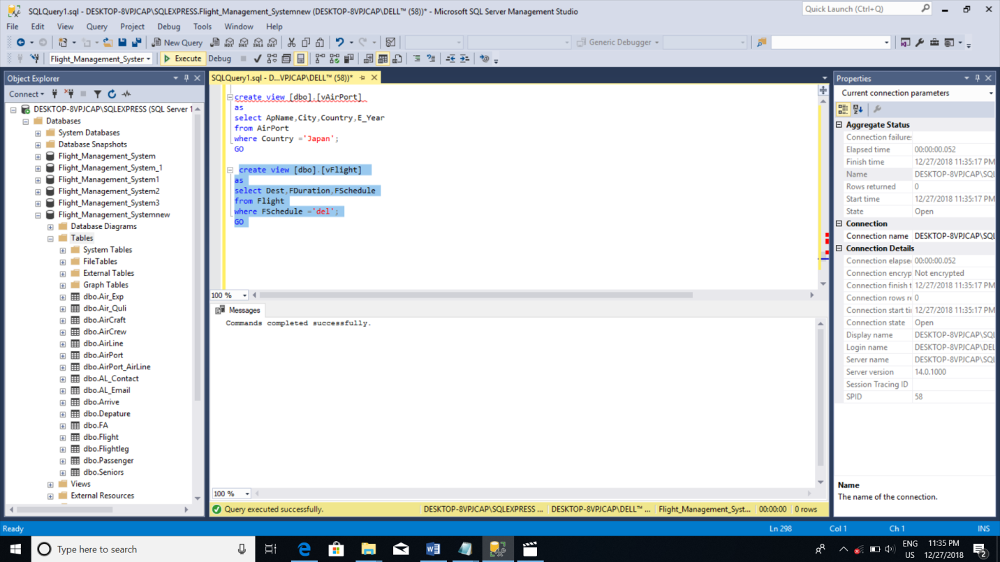 SQLQuery1.sql - DESKTOP-8VPJCAP\SQLEXPRESS.Flight_Management_Systemnew (DESKTOP-8VPJCAP\DELL™ (58))* - Microsoft SQL Server Management Studio
Quick Launch (Ctrl+Q)
File Edit View Query Project Debug Tools Window Help
New Query
Generic Debugger
Flight_Management_Syster
Execute
Debug
Object Explorer
Connect
DESKTOP-8VPJCAP\SQLEXPRESS (SQL Server 1
Databases
System Databases
Database Snapshots
Flight_Management_System
Flight_Management_System_1
Flight_Management_System1
Flight_Management_System2
Flight_Management_System3
Flight_Management_Systemnew
Database Diagrams
Tables
System Tables
FileTables
External Tables
Graph Tables
dbo.Air_Exp
dbo.Air_Quli
dbo.AirCraft
dbo.AirCrew
dbo.AirLine
dbo.AirPort
dbo.AirPort_AirLine
dbo.AL_Contact
dbo.AL_Email
dbo.Arrive
dbo.Depature
dbo.FA
dbo.Flight
dbo.Flightleg
dbo.Passenger
dbo.Seniors
Views
External Resources
SQLQuery1.sql - D...VPJCAP\DELL™ (58))*
create view [dbo].[vAirPort]
as
select ApName,City,Country,E_Year
from AirPort
where Country ='Japan';
GO
create view [dbo].[vFlight]
as
select Dest,FDuration,FSchedule
from Flight
where FSchedule ='del';
GO
100 %
Messages
Commands completed successfully.
100 %
Query executed successfully.
DESKTOP-8VPJCAP\SQLEXPRESS ...
DESKTOP-8VPJCAP\DELL™ ...
Flight_Management_Syst...
00:00:00
0 rows
Properties
Current connection parameters
Aggregate Status
Connection failures
Elapsed time 00:00:00.052
Finish time 12/27/2018 11:35:17 PM
Name DESKTOP-8VPJCAP\SQL
Rows returned 0
Start time 12/27/2018 11:35:17 PM
State Open
Connection
Connection name DESKTOP-8VPJCAP\SQL
Connection Details
Connection elapse 00:00:00.052
Connection encryp Not encrypted
Connection finish t 12/27/2018 11:35:17 PM
Connection rows re 0
Connection start ti 12/27/2018 11:35:17 PM
Connection state Open
Display name DESKTOP-8VPJCAP\SQL
Login name DESKTOP-8VPJCAP\DEL
Server name DESKTOP-8VPJCAP\SQL
Server version 14.0.1000
Session Tracing ID
SPID 58
Name
The name of the connection.
Ready
Ln 298
Col 1
Ch 1
INS
Type here to search
ENG
US
11:35 PM
12/27/2018
2